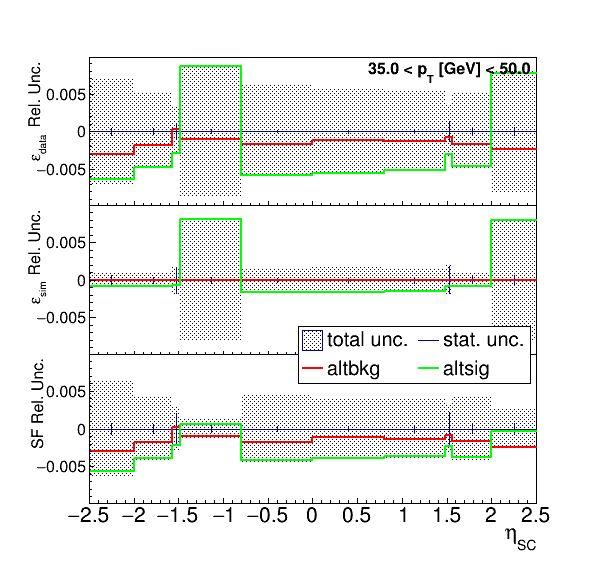 35.0 < p_T [GeV] < 50.0
ε_data Rel. Unc.
0.005
0
−0.005
ε_sim Rel. Unc.
0.005
0
−0.005
total unc. stat. unc.
altbkg altsig
SF Rel. Unc.
0.005
0
−0.005
−2.5 −2 −1.5 −1 −0.5 0 0.5 1 1.5 2 2.5
η_SC